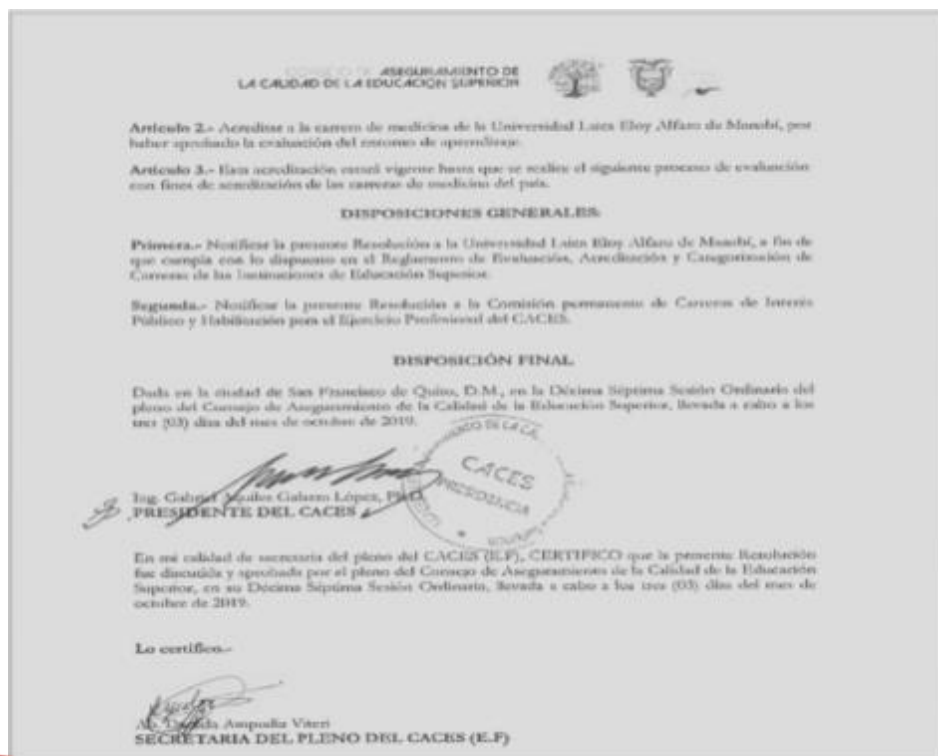 CONSEJO DE ASEGURAMIENTO DE
LA CALIDAD DE LA EDUCACIÓN SUPERIOR
Artículo 2.- Acreditar a la carrera de medicina de la Universidad Laica Eloy Alfaro de Manabí, por
haber aprobado la evaluación del entorno de aprendizaje.
Artículo 3.- Esta acreditación estará vigente hasta que se realice el siguiente proceso de evaluación
con fines de acreditación de las carreras de medicina del país.
DISPOSICIONES GENERALES:
Primera.- Notificar la presente Resolución a la Universidad Laica Eloy Alfaro de Manabí, a fin de
que cumpla con lo dispuesto en el Reglamento de Evaluación, Acreditación y Categorización de
Carreras de las Instituciones de Educación Superior.
Segunda.- Notificar la presente Resolución a la Comisión permanente de Carreras de Interés
Público y Habilitación para el Ejercicio Profesional del CACES.
DISPOSICIÓN FINAL
Dada en la ciudad de San Francisco de Quito, D.M., en la Décima Séptima Sesión Ordinaria del
pleno del Consejo de Aseguramiento de la Calidad de la Educación Superior, llevada a cabo a los
tres (03) días del mes de octubre de 2019.
CACES
PRESIDENCIA
Ing. Gabriel Galarza López, Ph.D.
PRESIDENTE DEL CACES
En mi calidad de secretaria del pleno del CACES (E.F), CERTIFICO que la presente Resolución
fue discutida y aprobada por el pleno del Consejo de Aseguramiento de la Calidad de la Educación
Superior, en su Décima Séptima Sesión Ordinaria, llevada a cabo a los tres (03) días del mes de
octubre de 2019.
Lo certifico.-
Ab. Ampudia Viteri
SECRETARIA DEL PLENO DEL CACES (E.F)